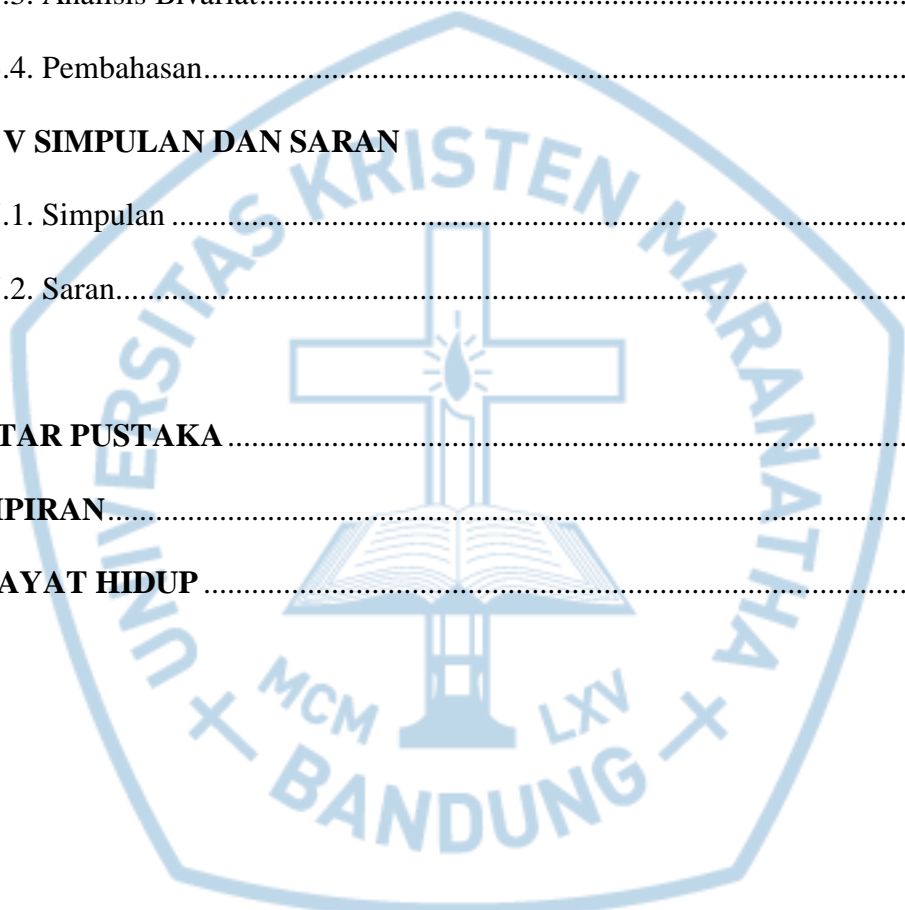 .3. Analisis Bivariat
.4. Pembahasan
V SIMPULAN DAN SARAN
.1. Simpulan
.2. Saran
TAR PUSTAKA
PIRAN
AYAT HIDUP
UNIVERSITAS KRISTEN MARANATHA
MCM LXV
BANDUNG